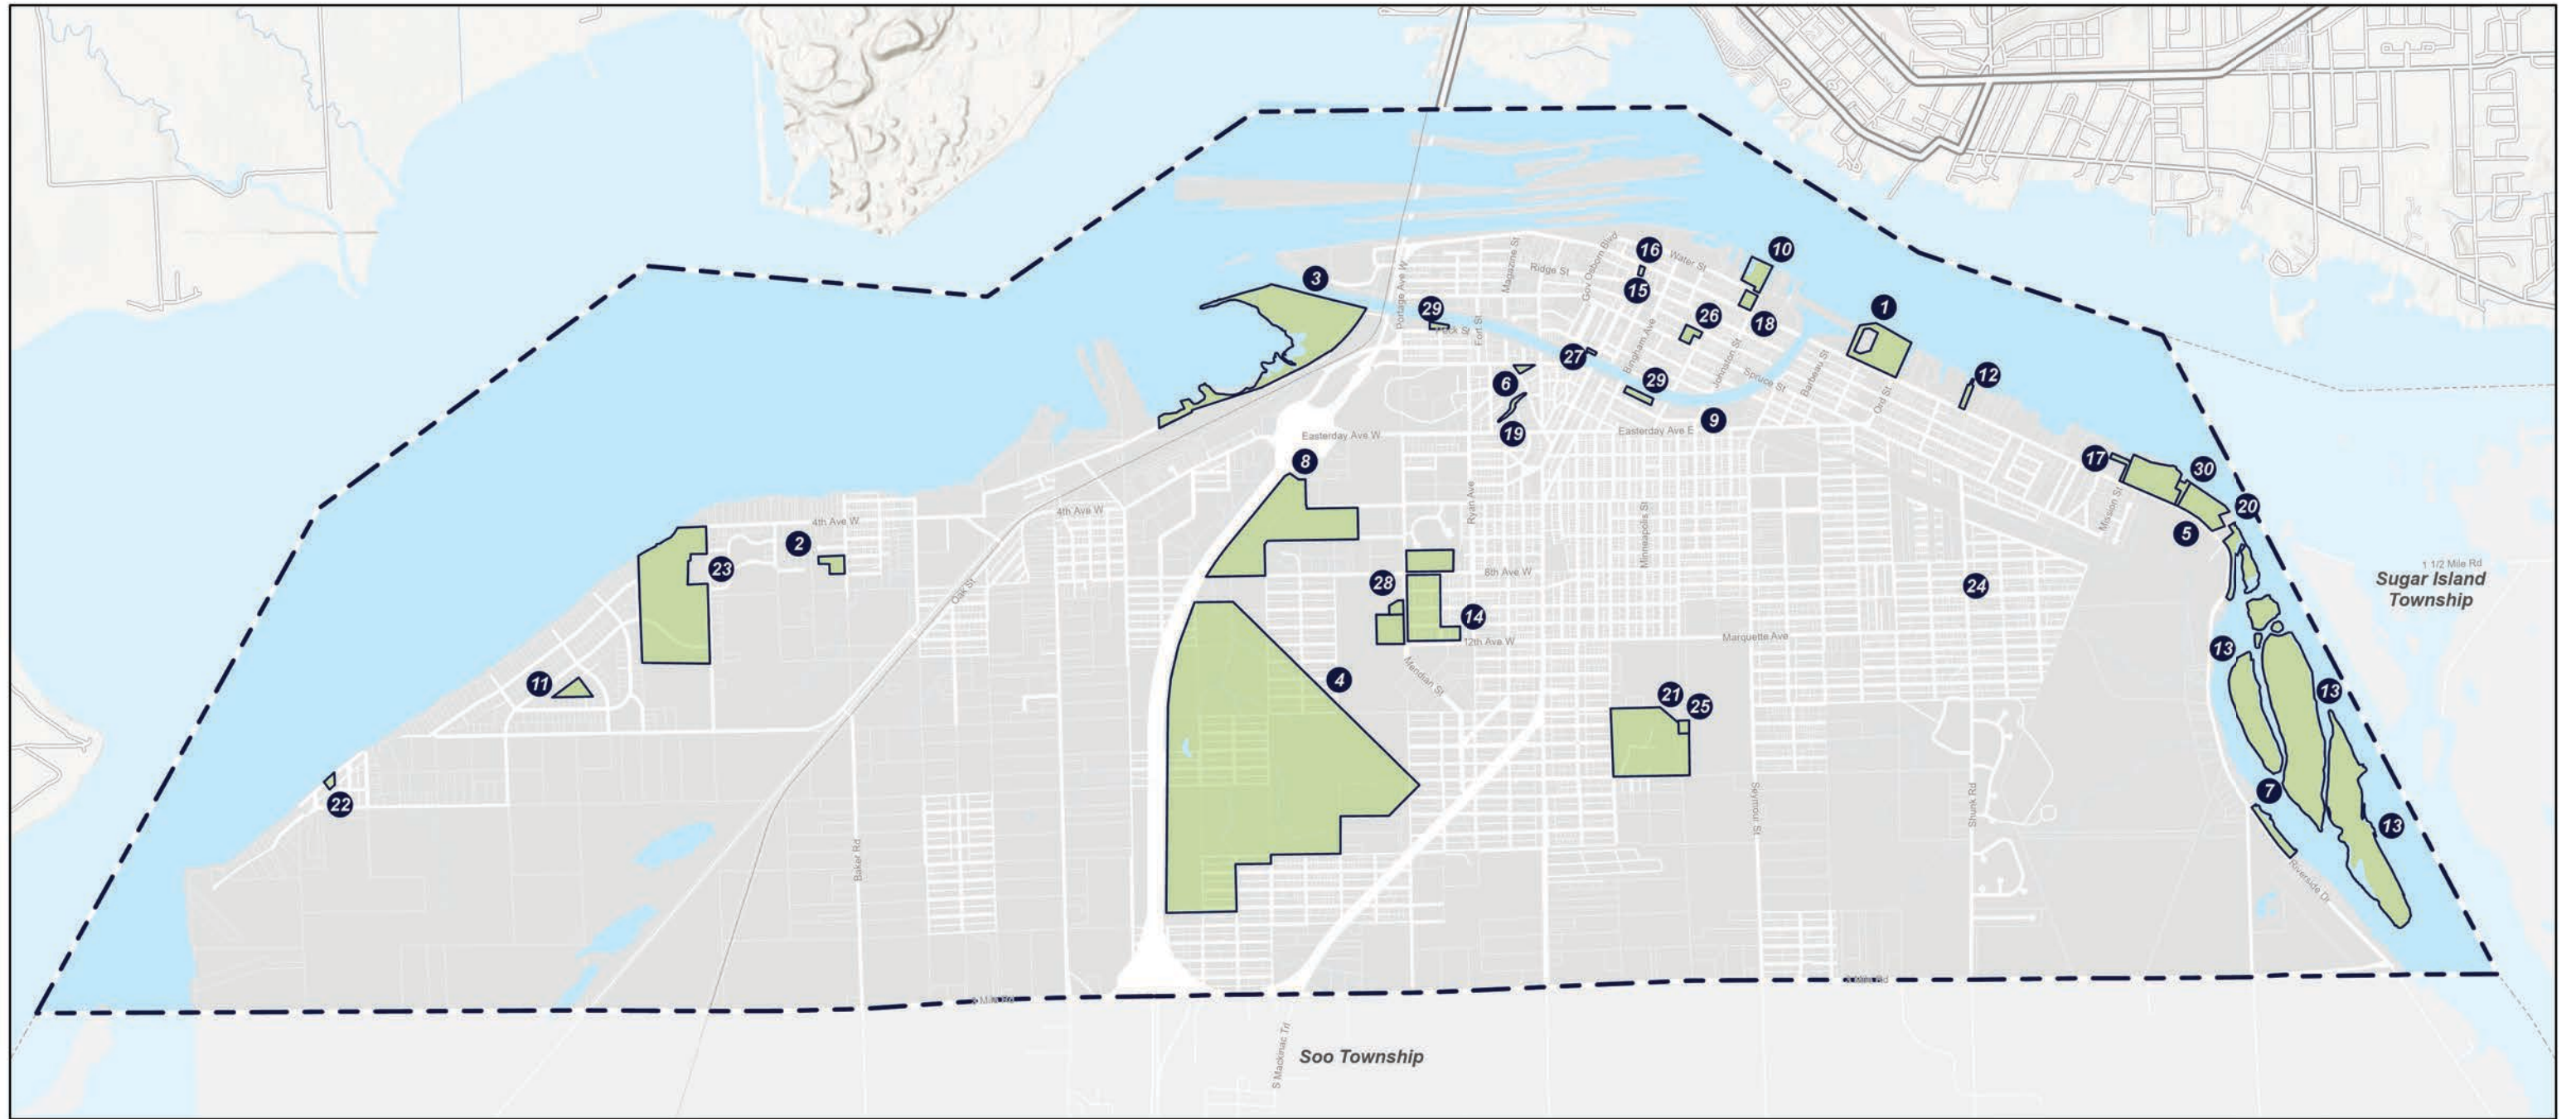 16
10
Water St
Magazine St
Gov Osborn Blvd
Ridge St
3
15
Portage Ave W
29
1
26
18
Peck St
Fort St
27
Bingham Ave
Johnston St
Barbeau St
12
6
29
Spruce St
Ord St
9
19
Easterday Ave W
Easterday Ave E
8
17
30
Ryan Ave
Minneapolis St
Mission St
20
4th Ave W
4th Ave W
5
2
1 1/2 Mile Rd
23
8th Ave W
28
24
Sugar Island
Township
Oak St
14
12th Ave W
Marquette Ave
13
Meridian St
11
4
21
25
13
7
22
Seymour St
Shunk Rd
13
Baker Rd
Riverside Dr
3 Mile Rd
3 Mile Rd
S Mackinac Trl
Soo Township